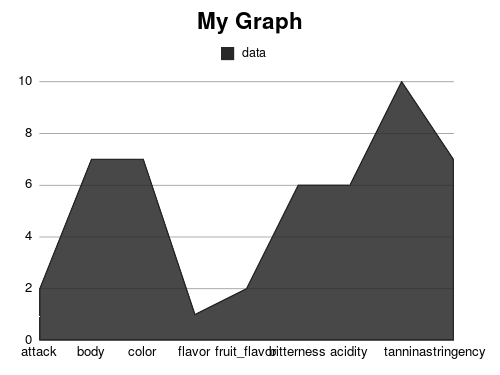 My Graph
data
10
8
6
4
2
0
attack body color flavor fruit_flavor bitterness acidity tannin astringency